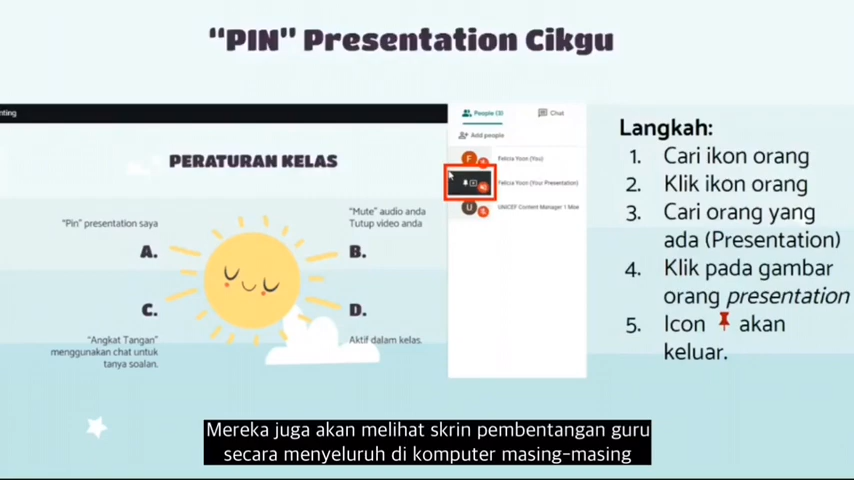 “PIN” Presentation Cikgu
nting
People (3)
Chat
Add people
Felicia Yoon (You)
Felicia Yoon (Your Presentation)
UNICEF Content Manager 1 Mala
PERATURAN KELAS
"Pin" presentation saya
A.
"Mute" audio anda
Tutup video anda
B.
C.
"Angkat Tangan"
menggunakan chat untuk
tanya soalan.
D.
Aktif dalam kelas.
Langkah:
1. Cari ikon orang
2. Klik ikon orang
3. Cari orang yang
ada (Presentation)
4. Klik pada gambar
orang presentation
5. Icon akan
keluar.
Mereka juga akan melihat skrin pembentangan guru
secara menyeluruh di komputer masing-masing